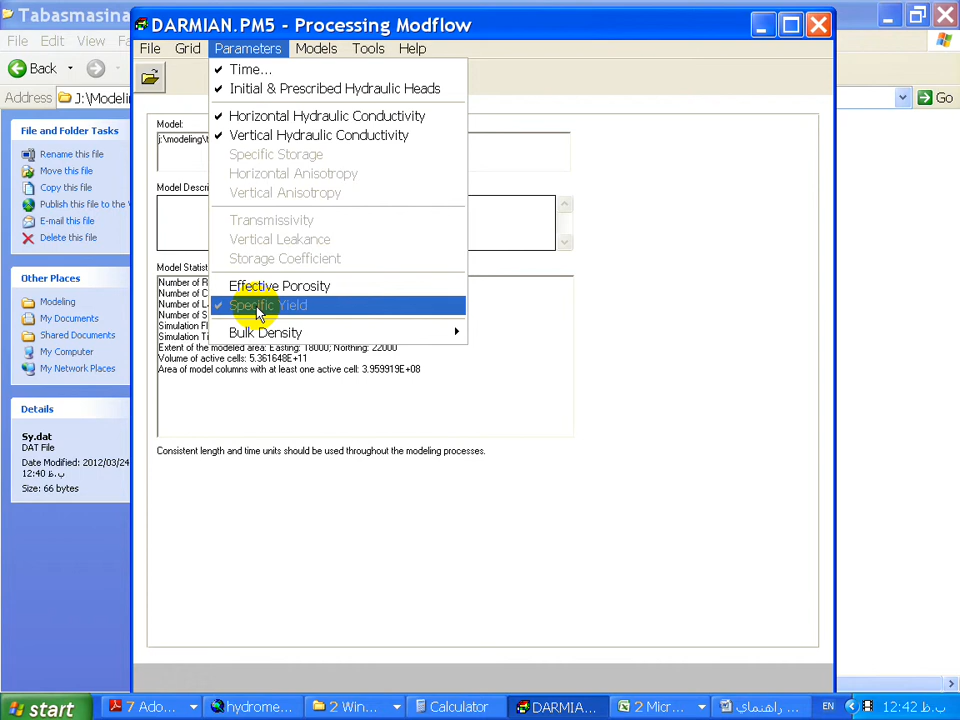 Tabasmasina
DARMIAN.PM5 - Processing Modflow
File Edit View
File Grid Parameters Models Tools Help
Back
Address J:\Modelin
Go
Time...
Initial & Prescribed Hydraulic Heads
Horizontal Hydraulic Conductivity
Vertical Hydraulic Conductivity
Specific Storage
Horizontal Anisotropy
Vertical Anisotropy
Transmissivity
Vertical Leakance
Storage Coefficient
Effective Porosity
Specific Yield
Bulk Density
File and Folder Tasks
Rename this file
Move this file
Copy this file
Publish this file to the
E-mail this file
Delete this file
Other Places
Modeling
My Documents
Shared Documents
My Computer
My Network Places
Details
Sy.dat
DAT File
Date Modified: 2012/03/24
12:40 ب.ظ
Size: 66 bytes
Model:
j:\modeling\t
Model Descri
Model Statist
Number of R
Number of C
Number of L
Number of S
Simulation Fl
Simulation Ti
Extent of the modeled area: Easting: 18000; Northing: 22000
Volume of active cells: 5.361648E+11
Area of model columns with at least one active cell: 3.959919E+08
Consistent length and time units should be used throughout the modeling processes.
start
7 Ado...
hydrome...
2 Win...
Calculator
DARMIA...
2 Micr...
راهنماي ...
EN
12:42 ب.ظ